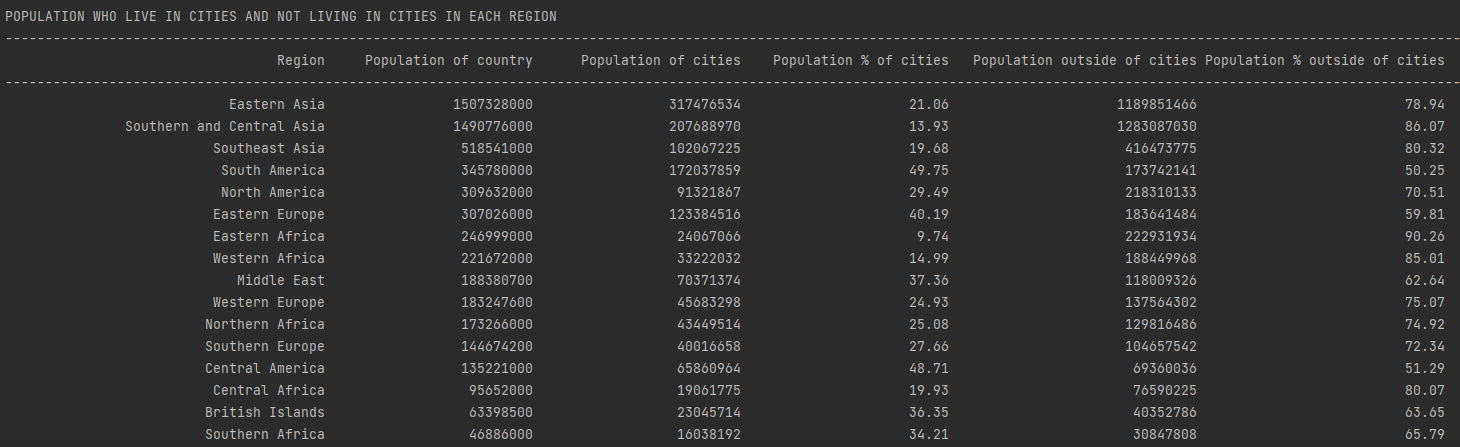 POPULATION WHO LIVE IN CITIES AND NOT LIVING IN CITIES IN EACH REGION
Region Population of country Population of cities Population % of cities Population outside of cities Population % outside of cities
Eastern Asia 1507328000 317476534 21.06 1189851466 78.94
Southern and Central Asia 1490776000 207688970 13.93 1283087030 86.07
Southeast Asia 518541000 102067225 19.68 416473775 80.32
South America 345780000 172037859 49.75 173742141 50.25
North America 309632000 91321867 29.49 218310133 70.51
Eastern Europe 307026000 123384516 40.19 183641484 59.81
Eastern Africa 246999000 24067066 9.74 222931934 90.26
Western Africa 221672000 33222032 14.99 188449968 85.01
Middle East 188380700 70371374 37.36 118009326 62.64
Western Europe 183247600 45683298 24.93 137564302 75.07
Northern Africa 173266000 43449514 25.08 129816486 74.92
Southern Europe 144674200 40016658 27.66 104657542 72.34
Central America 135221000 65860964 48.71 69360036 51.29
Central Africa 95652000 19061775 19.93 76590225 80.07
British Islands 63398500 23045714 36.35 40352786 63.65
Southern Africa 46886000 16038192 34.21 30847808 65.79